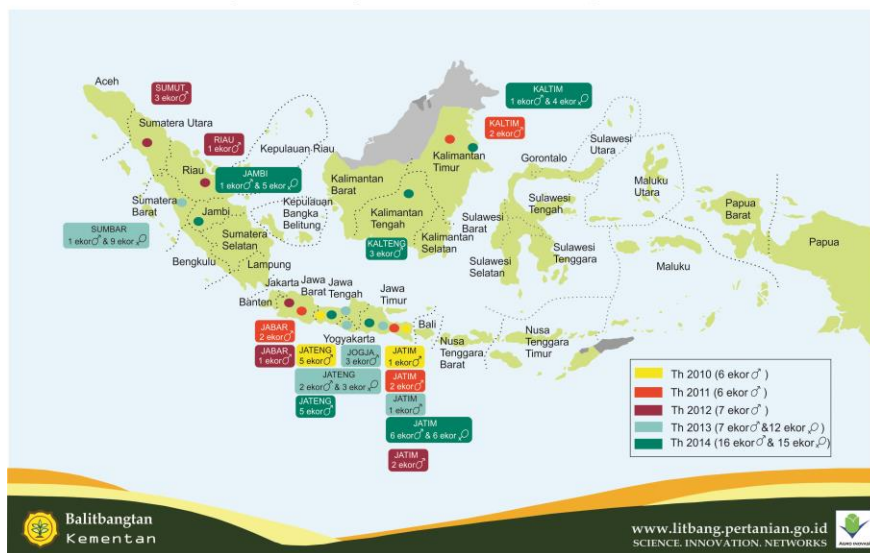 Aceh
SUMUT
3 ekor♂
Sumatera Utara
RIAU
1 ekor♂
Kepulauan Riau
Riau
JAMBI
1 ekor♂ & 5 ekor♀
Sumatera
Barat
Jambi
Kepulauan
Bangka
Belitung
SUMBAR
1 ekor♂ & 9 ekor♀
Sumatera
Selatan
Bengkulu
Lampung
KALTIM
1 ekor♂ & 4 ekor♀
KALTIM
2 ekor♂
Kalimantan
Timur
Kalimantan
Barat
Kalimantan
Tengah
KALTENG
3 ekor♂
Kalimantan
Selatan
Gorontalo
Sulawesi
Utara
Sulawesi
Tengah
Sulawesi
Barat
Sulawesi
Selatan
Sulawesi
Tenggara
Maluku
Utara
Maluku
Papua
Barat
Papua
Jakarta
Banten
Jawa
Barat
Jawa
Tengah
Jawa
Timur
Yogyakarta
Bali
Nusa
Tenggara
Barat
Nusa
Tenggara
Timur
JABAR
2 ekor♂
JABAR
1 ekor♂
JATENG
5 ekor♂
JOGJA
3 ekor♂
JATIM
1 ekor♂
JATENG
2 ekor♂ & 3 ekor♀
JATIM
2 ekor♂
JATENG
5 ekor♂
JATIM
1 ekor♂
JATIM
6 ekor♂ & 6 ekor♀
JATIM
2 ekor♂
Th 2010 (6 ekor♂)
Th 2011 (6 ekor♂)
Th 2012 (7 ekor♂)
Th 2013 (7 ekor♂&12 ekor♀)
Th 2014 (16 ekor♂& 15 ekor♀)
Balitbangtan
Kementan
www.litbang.pertanian.go.id
SCIENCE. INNOVATION. NETWORKS